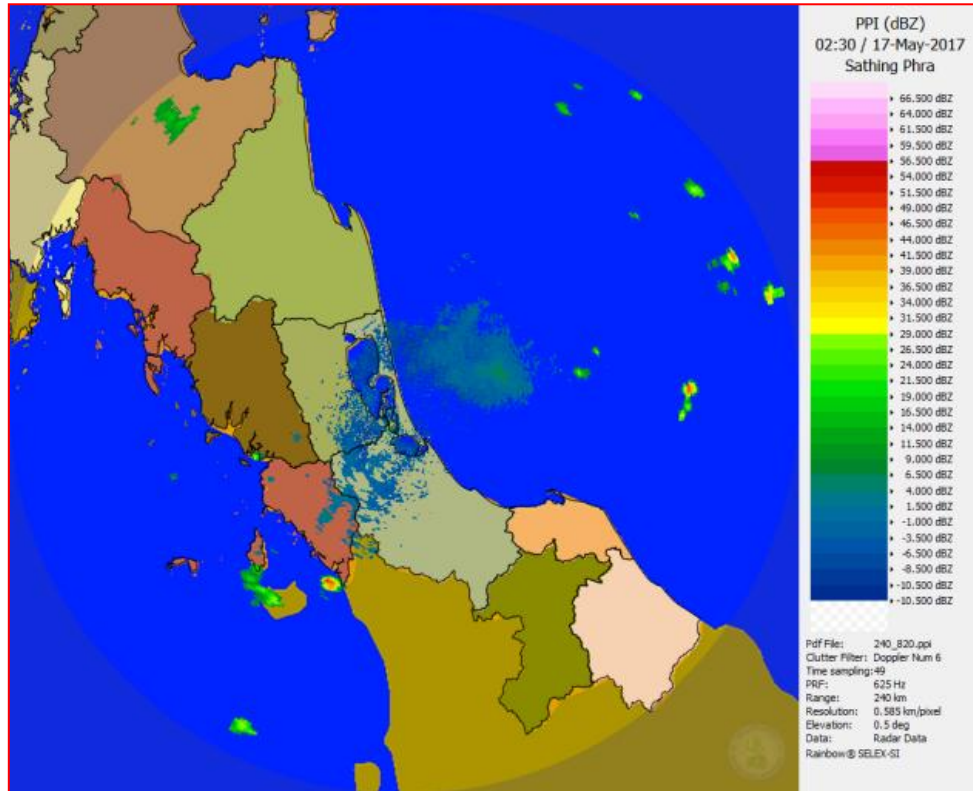 PPI (dBZ)
02:30 / 17-May-2017
Sathing Phra
66.500 dBZ
64.000 dBZ
61.500 dBZ
59.500 dBZ
56.500 dBZ
54.000 dBZ
51.500 dBZ
49.000 dBZ
46.500 dBZ
44.000 dBZ
41.500 dBZ
39.000 dBZ
36.500 dBZ
34.000 dBZ
31.500 dBZ
29.000 dBZ
26.500 dBZ
24.000 dBZ
21.500 dBZ
19.000 dBZ
16.500 dBZ
14.000 dBZ
11.500 dBZ
9.000 dBZ
6.500 dBZ
4.000 dBZ
1.500 dBZ
-1.000 dBZ
-3.500 dBZ
-6.500 dBZ
-8.500 dBZ
-10.500 dBZ
-10.500 dBZ
Pdf File: 240_820.ppi
Clutter Filter: Doppler Num 6
Time sampling:49
PRF: 625 Hz
Range: 240 km
Resolution: 0.585 km/pixel
Elevation: 0.5 deg
Data: Radar Data
Rainbow® SELEX-SI